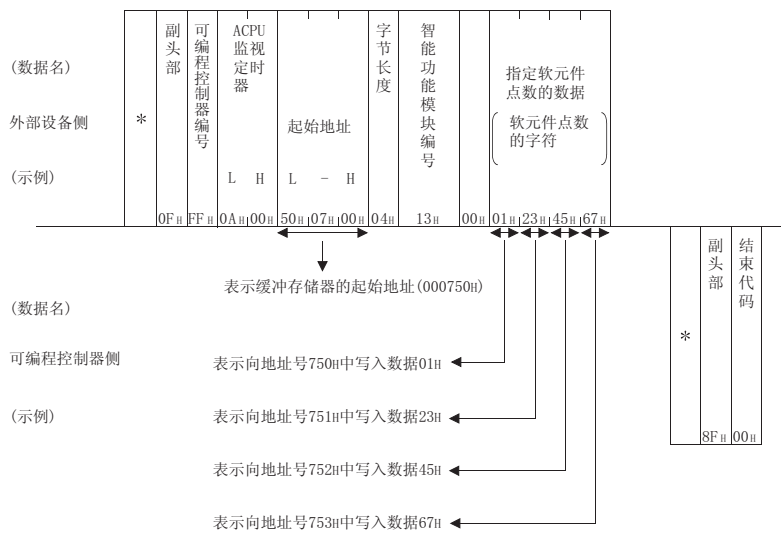 (数据名)
外部设备侧
(示例)
*
副头部
0FH
可编程控制器编号
FFH
ACPU
监视
定时
器
L H
0AH 00H
起始地址
L - H
50H 07H 00H
字节长度
04H
智能功能模块编号
13H
00H
指定软元件
点数的数据
软元件点数
的字符
01H 23H 45H 67H
表示缓冲存储器的起始地址(000750H)
(数据名)
可编程控制器侧
(示例)
表示向地址号750H中写入数据01H
表示向地址号751H中写入数据23H
表示向地址号752H中写入数据45H
表示向地址号753H中写入数据67H
*
副头部
8FH
结束代码
00H